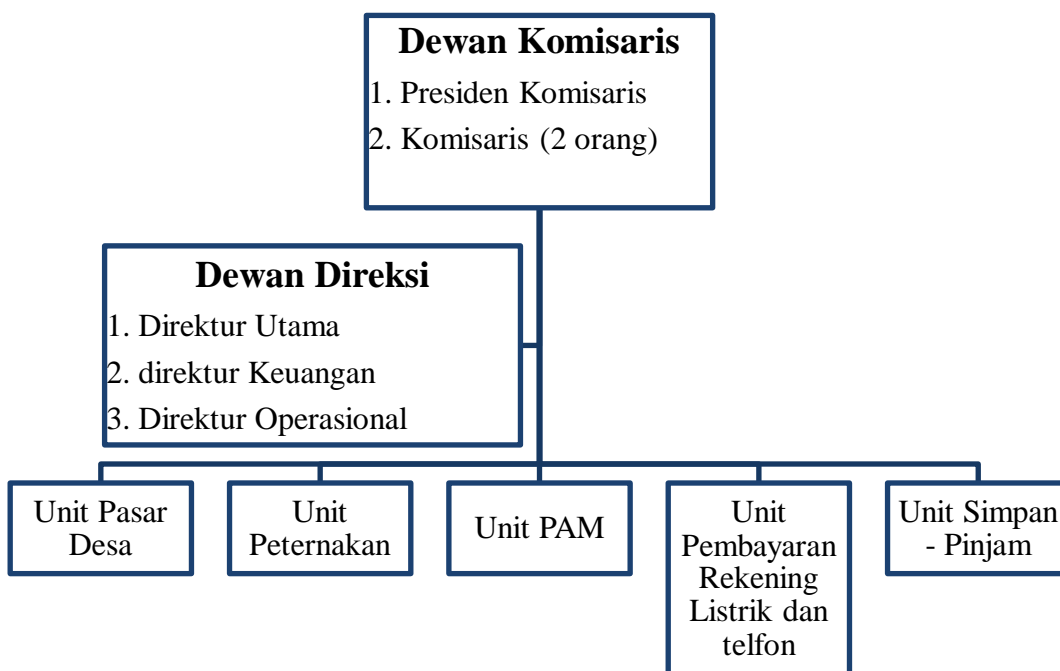 Dewan Komisaris
1. Presiden Komisaris
2. Komisaris (2 orang)
Dewan Direksi
1. Direktur Utama
2. direktur Keuangan
3. Direktur Operasional
Unit Pasar
Desa
Unit
Peternakan
Unit PAM
Unit
Pembayaran
Rekening
Listrik dan
telfon
Unit Simpan
- Pinjam